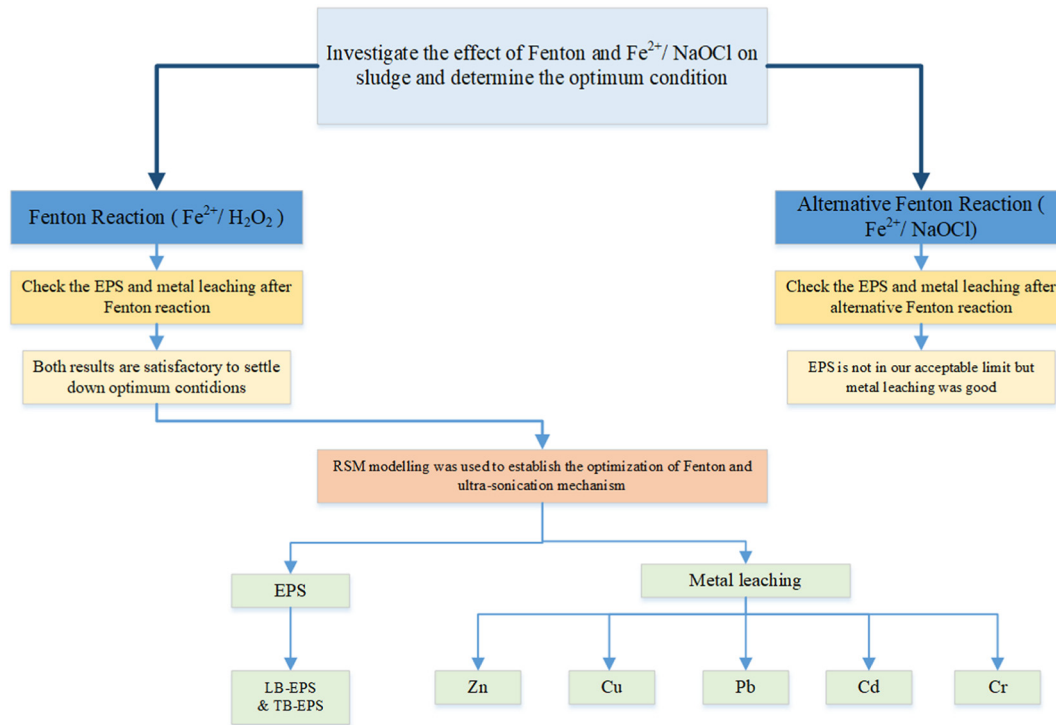 Investigate the effect of Fenton and Fe²⁺/ NaOCl on
sludge and determine the optimum condition
Fenton Reaction ( Fe²⁺/ H₂O₂ )
Alternative Fenton Reaction (
Fe²⁺/ NaOCl)
Check the EPS and metal leaching after
Fenton reaction
Check the EPS and metal leaching after
alternative Fenton reaction
Both results are satisfactory to settle
down optimum contidions
EPS is not in our acceptable limit but
metal leaching was good
RSM modelling was used to establish the optimization of Fenton and
ultra-sonication mechanism
EPS
Metal leaching
LB-EPS
& TB-EPS
Zn
Cu
Pb
Cd
Cr